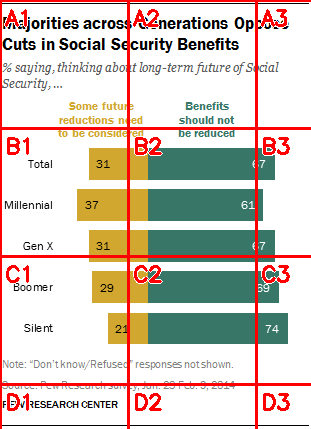 Majorities across Generations Oppose
Cuts in Social Security Benefits
% saying, thinking about long-term future of Social
Security, ...
Some future
reductions need
to be considered
Benefits
should not
be reduced
Total 31 67
Millennial 37 61
Gen X 31 67
Boomer 29 69
Silent 21 74
Note: "Don't know/Refused" responses not shown.
Source: Pew Research survey, Jan. 23-Feb. 9, 2014
PEW RESEARCH CENTER
A1 A2 A3
B1 B2 B3
C1 C2 C3
D1 D2 D3